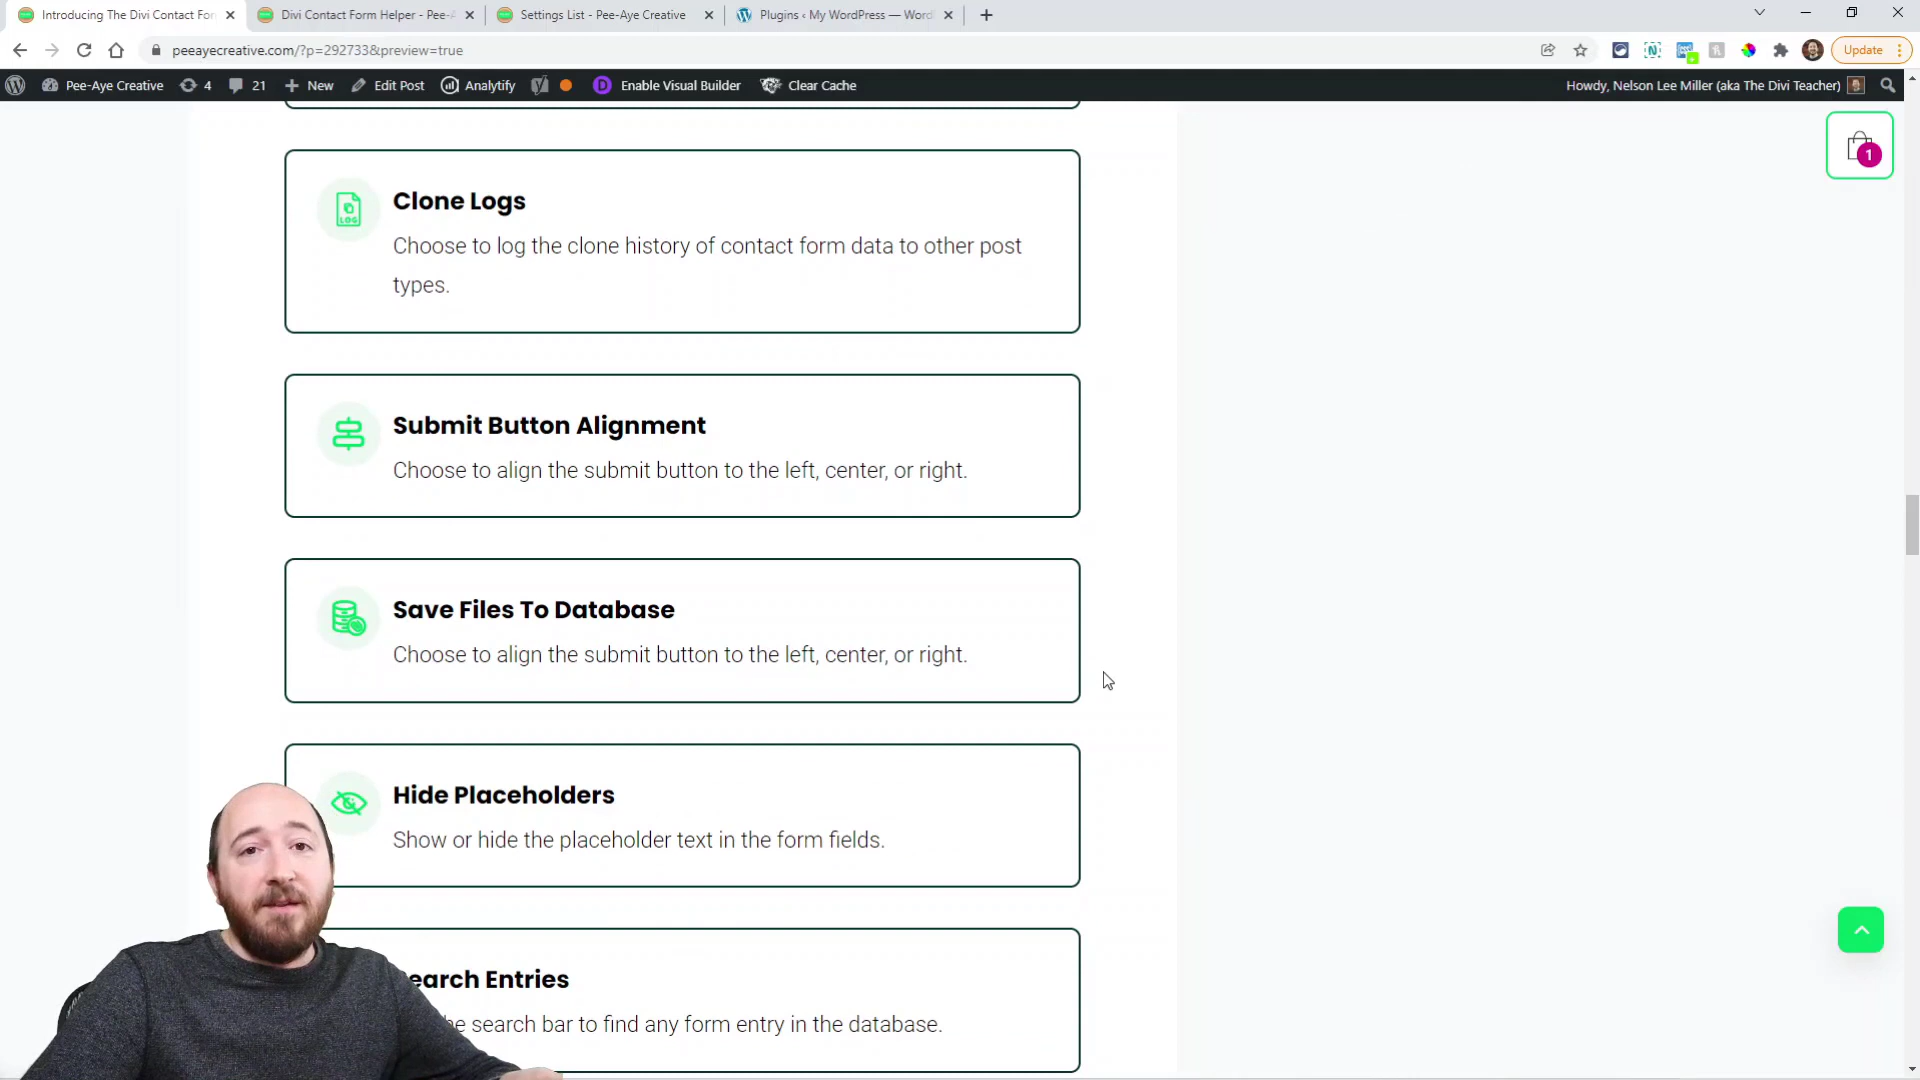 Introducing The Divi Contact For
Divi Contact Form Helper - Pee-A
Settings List - Pee-Aye Creative
Plugins ‹ My WordPress — Word
peeayecreative.com/?p=292733&preview=true
Update
Pee-Aye Creative
4
21
New
Edit Post
Analytify
Enable Visual Builder
Clear Cache
Howdy, Nelson Lee Miller (aka The Divi Teacher)
1
LOG
Clone Logs
Choose to log the clone history of contact form data to other post
types.
Submit Button Alignment
Choose to align the submit button to the left, center, or right.
Save Files To Database
Choose to align the submit button to the left, center, or right.
Hide Placeholders
Show or hide the placeholder text in the form fields.
earch Entries
he search bar to find any form entry in the database.